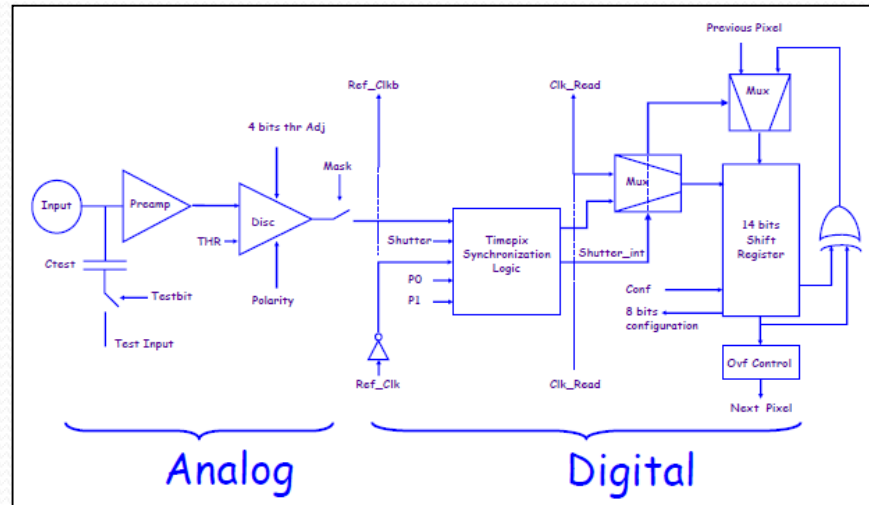 Previous Pixel
Ref_Clkb
Clk_Read
Mux
4 bits thr Adj
Mask
Input
Preamp
Disc
Mux
14 bits
Shift
Register
THR
Shutter
Timepix
Synchronization
Logic
Shutter_int
Ctest
P0
P1
Conf
Testbit
Polarity
8 bits
configuration
Test Input
Ref_Clk
Clk_Read
Ovf Control
Next Pixel
Analog
Digital